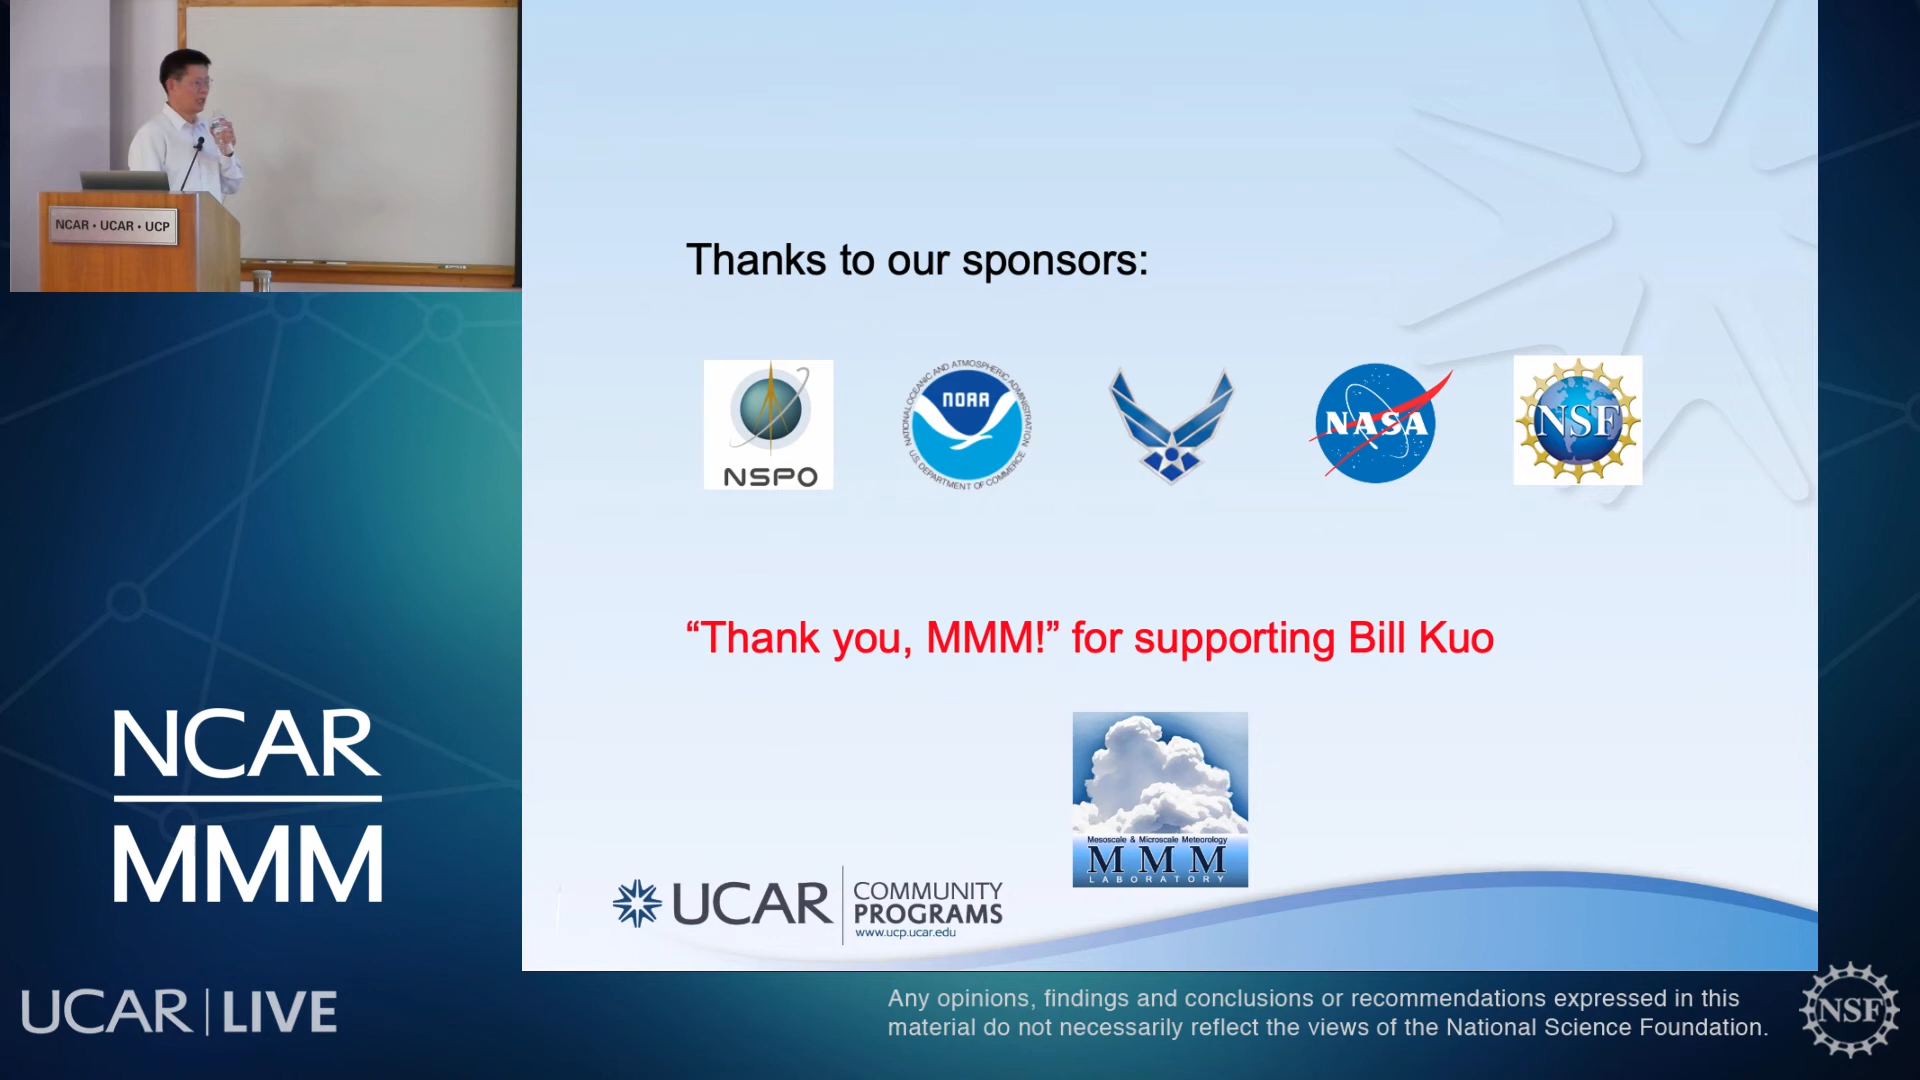 NCAR • UCAR • UCP
Thanks to our sponsors:
NSPO
NATIONAL OCEANIC AND ATMOSPHERIC ADMINISTRATION
NOAA
U.S. DEPARTMENT OF COMMERCE
NASA
NSF
“Thank you, MMM!” for supporting Bill Kuo
Mesoscale & Microscale Meteorology
MMM
LABORATORY
UCAR
COMMUNITY
PROGRAMS
www.ucp.ucar.edu
NCAR
MMM
UCAR | LIVE
Any opinions, findings and conclusions or recommendations expressed in this
material do not necessarily reflect the views of the National Science Foundation.
NSF